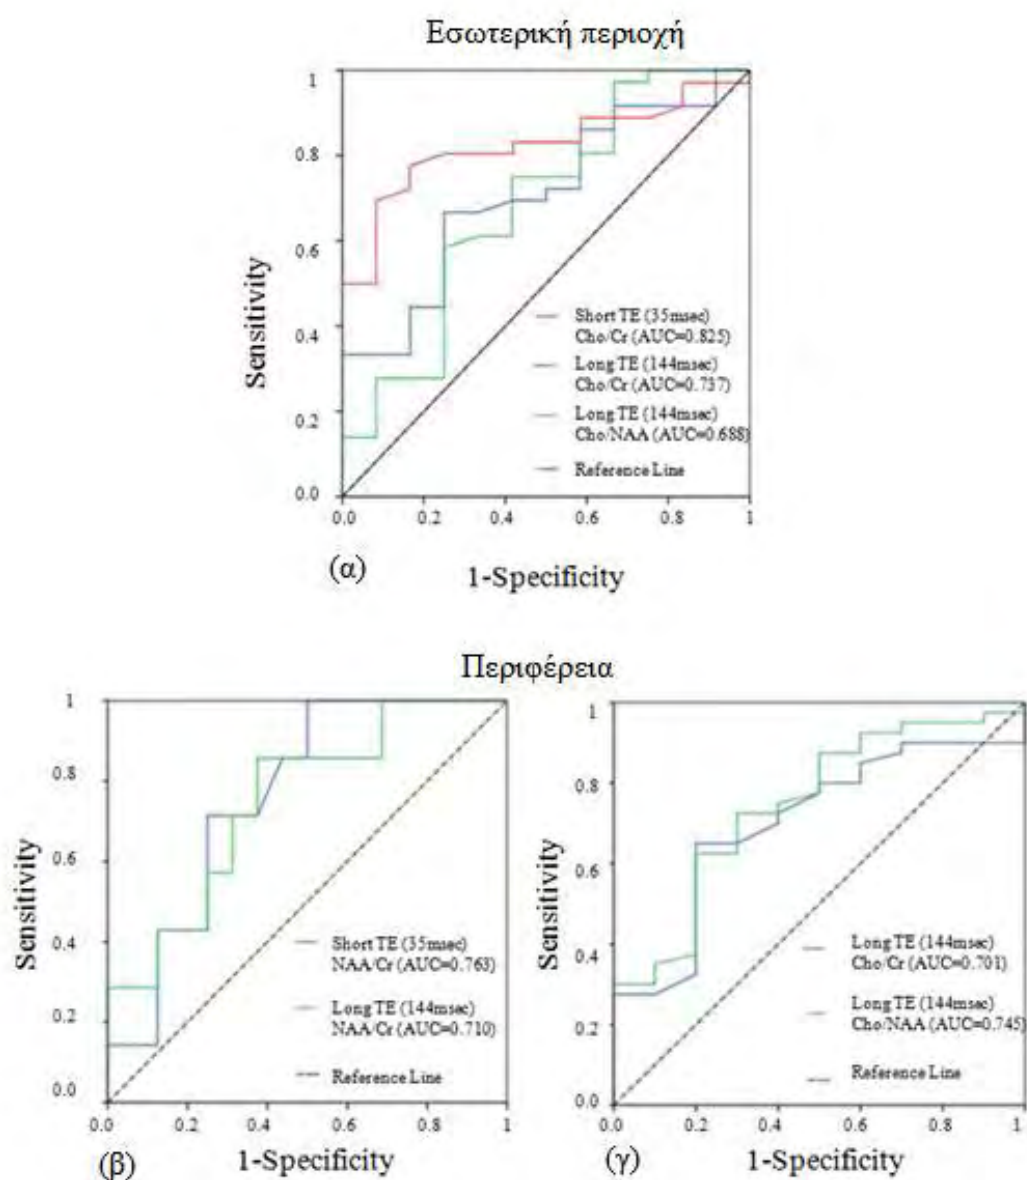 Εσωτερική περιοχή
1
0.8
0.6
0.4
0.2
0.0
Sensitivity
Short TE (35msec)
Cho/Cr (AUC=0.825)
Long TE (144msec)
Cho/Cr (AUC=0.737)
Long TE (144msec)
Cho/NAA (AUC=0.688)
Reference Line
0.0 0.2 0.4 0.6 0.8 1
(α) 1-Specificity
Περιφέρεια
1
0.8
0.6
0.4
0.2
0.0
Sensitivity
Short TE (35msec)
NAA/Cr (AUC=0.763)
Long TE (144msec)
NAA/Cr (AUC=0.710)
Reference Line
0.0 0.2 0.4 0.6 0.8 1
(β) 1-Specificity
1
0.8
0.6
0.4
0.2
0.0
Sensitivity
Long TE (144msec)
Cho/Cr (AUC=0.701)
Long TE (144msec)
Cho/NAA (AUC=0.745)
Reference Line
0.0 0.2 0.4 0.6 0.8 1
(γ) 1-Specificity